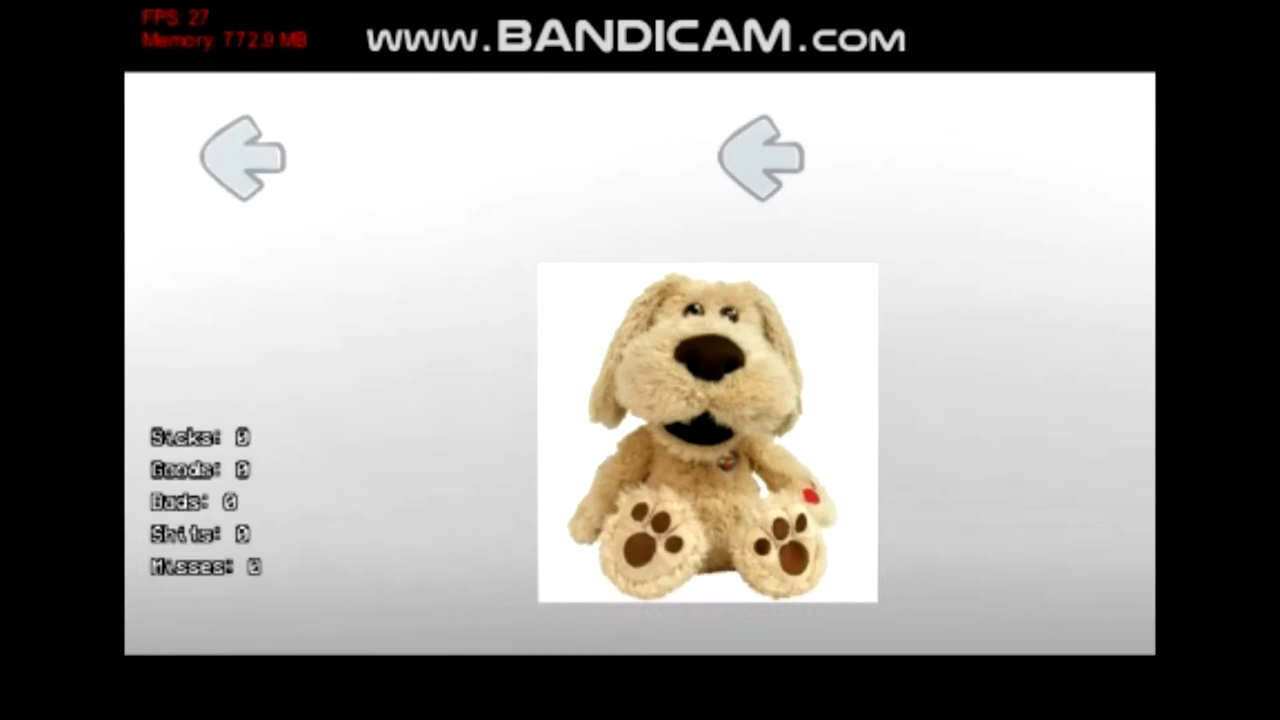 FPS: 27
Memory: 772.9 MB
www.BANDICAM.com
Sicks: 0
Goods: 0
Bads: 0
Shits: 0
Misses: 0